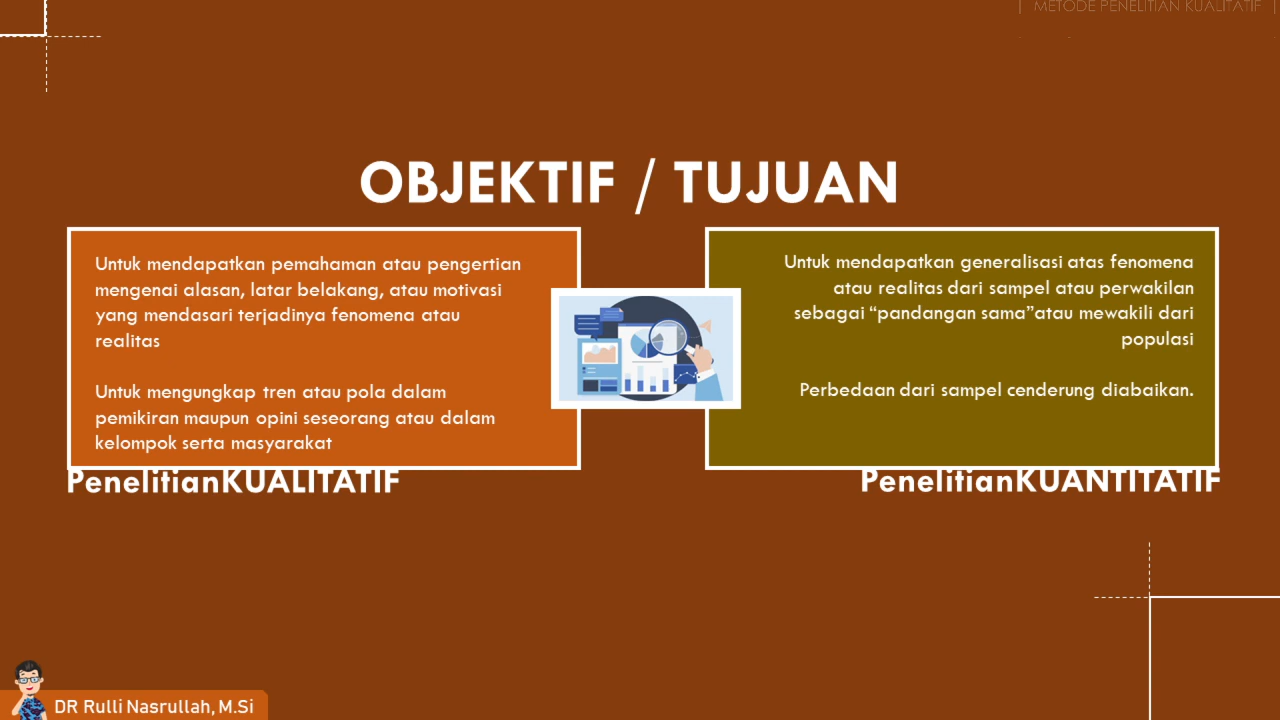 | METODE PENELITIAN KUALITATIF |
OBJEKTIF / TUJUAN
Untuk mendapatkan pemahaman atau pengertian
mengenai alasan, latar belakang, atau motivasi
yang mendasari terjadinya fenomena atau
realitas
Untuk mengungkap tren atau pola dalam
pemikiran maupun opini seseorang atau dalam
kelompok serta masyarakat
PenelitianKUALITATIF
Untuk mendapatkan generalisasi atas fenomena
atau realitas dari sampel atau perwakilan
sebagai “pandangan sama”atau mewakili dari
populasi
Perbedaan dari sampel cenderung diabaikan.
PenelitianKUANTITATIF
DR Rulli Nasrullah, M.Si